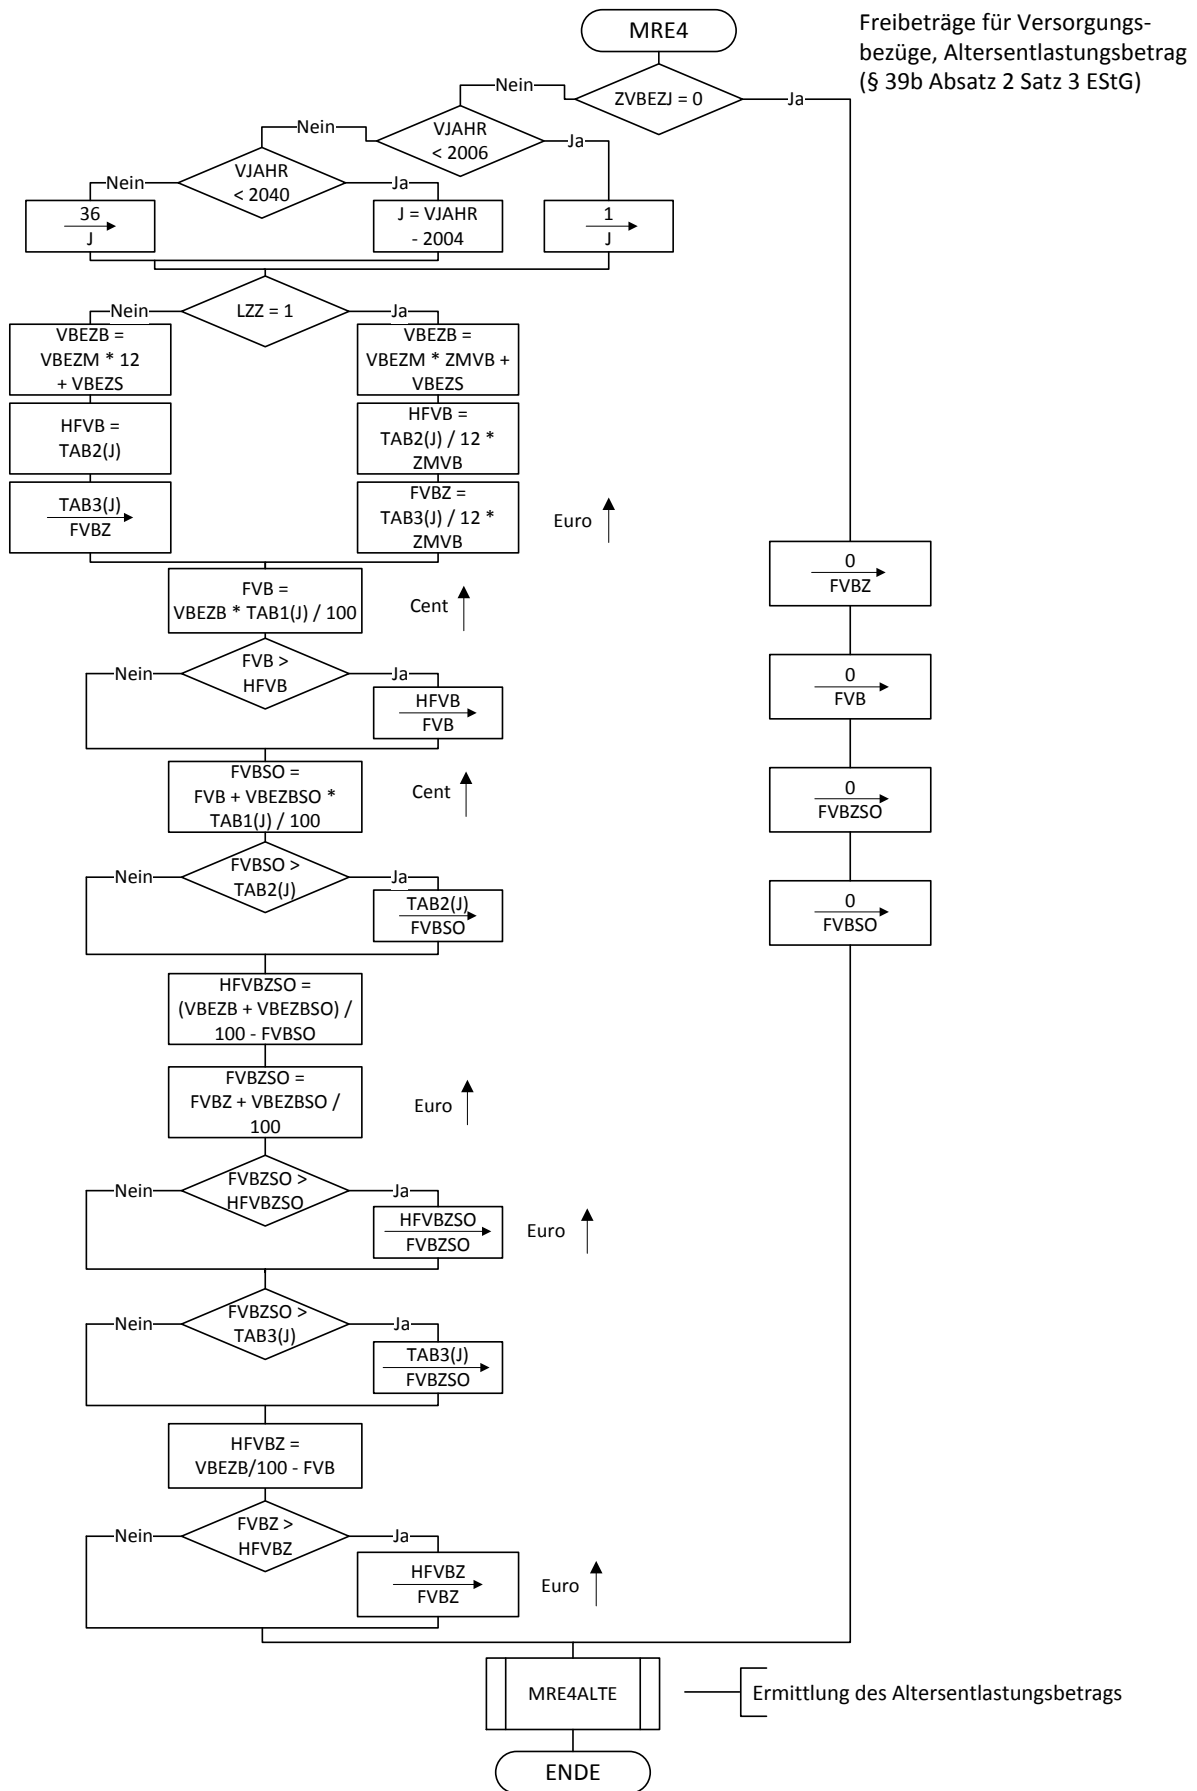 MRE4
Freibeträge für Versorgungs-
bezüge, Altersentlastungsbetrag
(§ 39b Absatz 2 Satz 3 EStG)
Nein
ZVBEZJ = 0
Ja
Nein
VJAHR
< 2006
Ja
Nein
VJAHR
< 2040
Ja
36
J
J = VJAHR
- 2004
1
J
Nein
LZZ = 1
Ja
VBEZB =
VBEZM * 12
+ VBEZS
VBEZB =
VBEZM * ZMVB +
VBEZS
HFVB =
TAB2(J)
HFVB =
TAB2(J) / 12 *
ZMVB
TAB3(J)
FVBZ
FVBZ =
TAB3(J) / 12 *
ZMVB
Euro
0
FVBZ
FVB =
VBEZB * TAB1(J) / 100
Cent
Nein
FVB >
HFVB
Ja
HFVB
FVB
0
FVB
FVBSO =
FVB + VBEZBSO *
TAB1(J) / 100
Cent
0
FVBZSO
Nein
FVBSO >
TAB2(J)
Ja
TAB2(J)
FVBSO
0
FVBSO
HFVBZSO =
(VBEZB + VBEZBSO) /
100 - FVBSO
FVBZSO =
FVBZ + VBEZBSO /
100
Euro
Nein
FVBZSO >
HFVBZSO
Ja
HFVBZSO
FVBZSO
Euro
Nein
FVBZSO >
TAB3(J)
Ja
TAB3(J)
FVBZSO
HFVBZ =
VBEZB/100 - FVB
Nein
FVBZ >
HFVBZ
Ja
HFVBZ
FVBZ
Euro
MRE4ALTE
Ermittlung des Altersentlastungsbetrags
ENDE